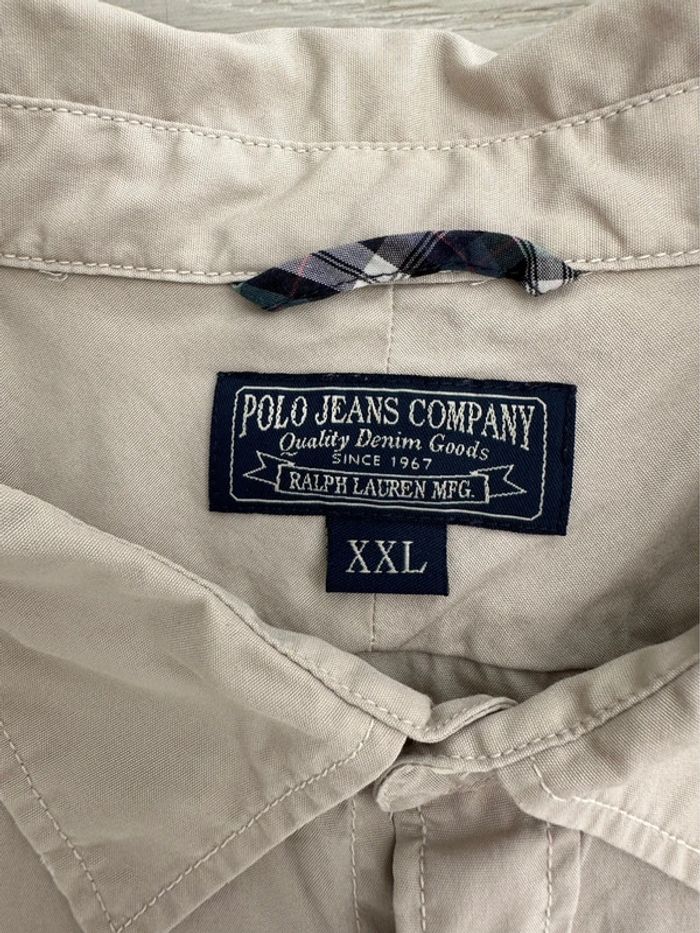 POLO JEANS COMPANY
Quality Denim Goods
SINCE 1967
RALPH LAUREN MFG.
XXL